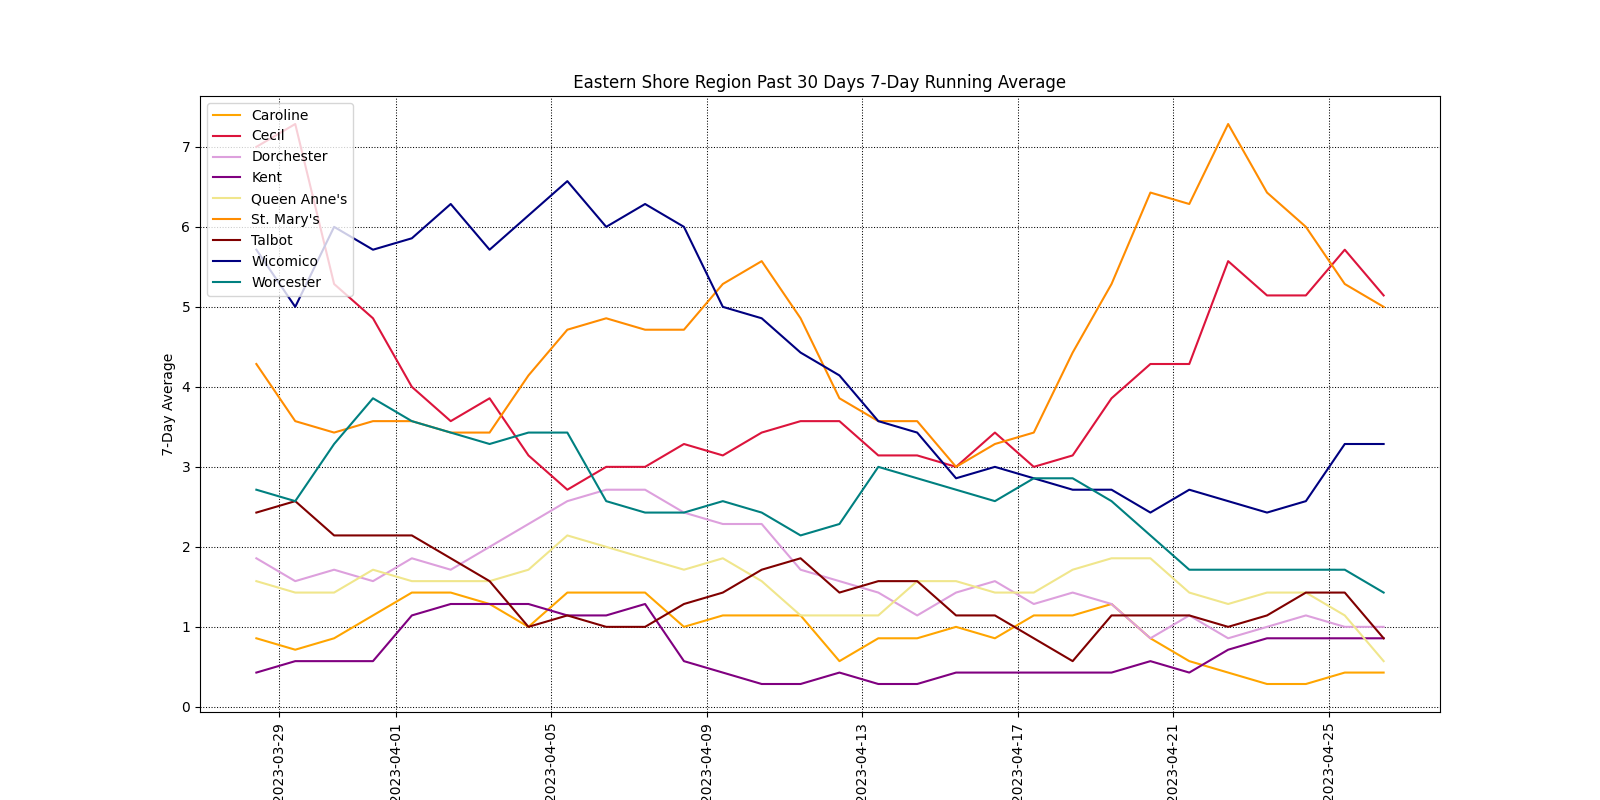 Eastern Shore Region Past 30 Days 7-Day Running Average
Caroline
Cecil
Dorchester
Kent
Queen Anne's
St. Mary's
Talbot
Wicomico
Worcester
7-Day Average
7
6
5
4
3
2
1
0
2023-03-29
2023-04-01
2023-04-05
2023-04-09
2023-04-13
2023-04-17
2023-04-21
2023-04-25